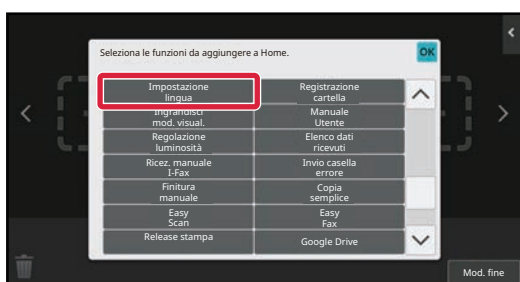 Seleziona le funzioni da aggiungere a Home.
OK
Impostazione
lingua
Registrazione
cartella
Ingrandisci
mod. visual.
Manuale
Utente
Regolazione
luminosità
Elenco dati
ricevuti
Ricez. manuale
I-Fax
Invio casella
errore
Finitura
manuale
Copia
semplice
Easy
Scan
Easy
Fax
Release stampa
Google Drive
Mod. fine